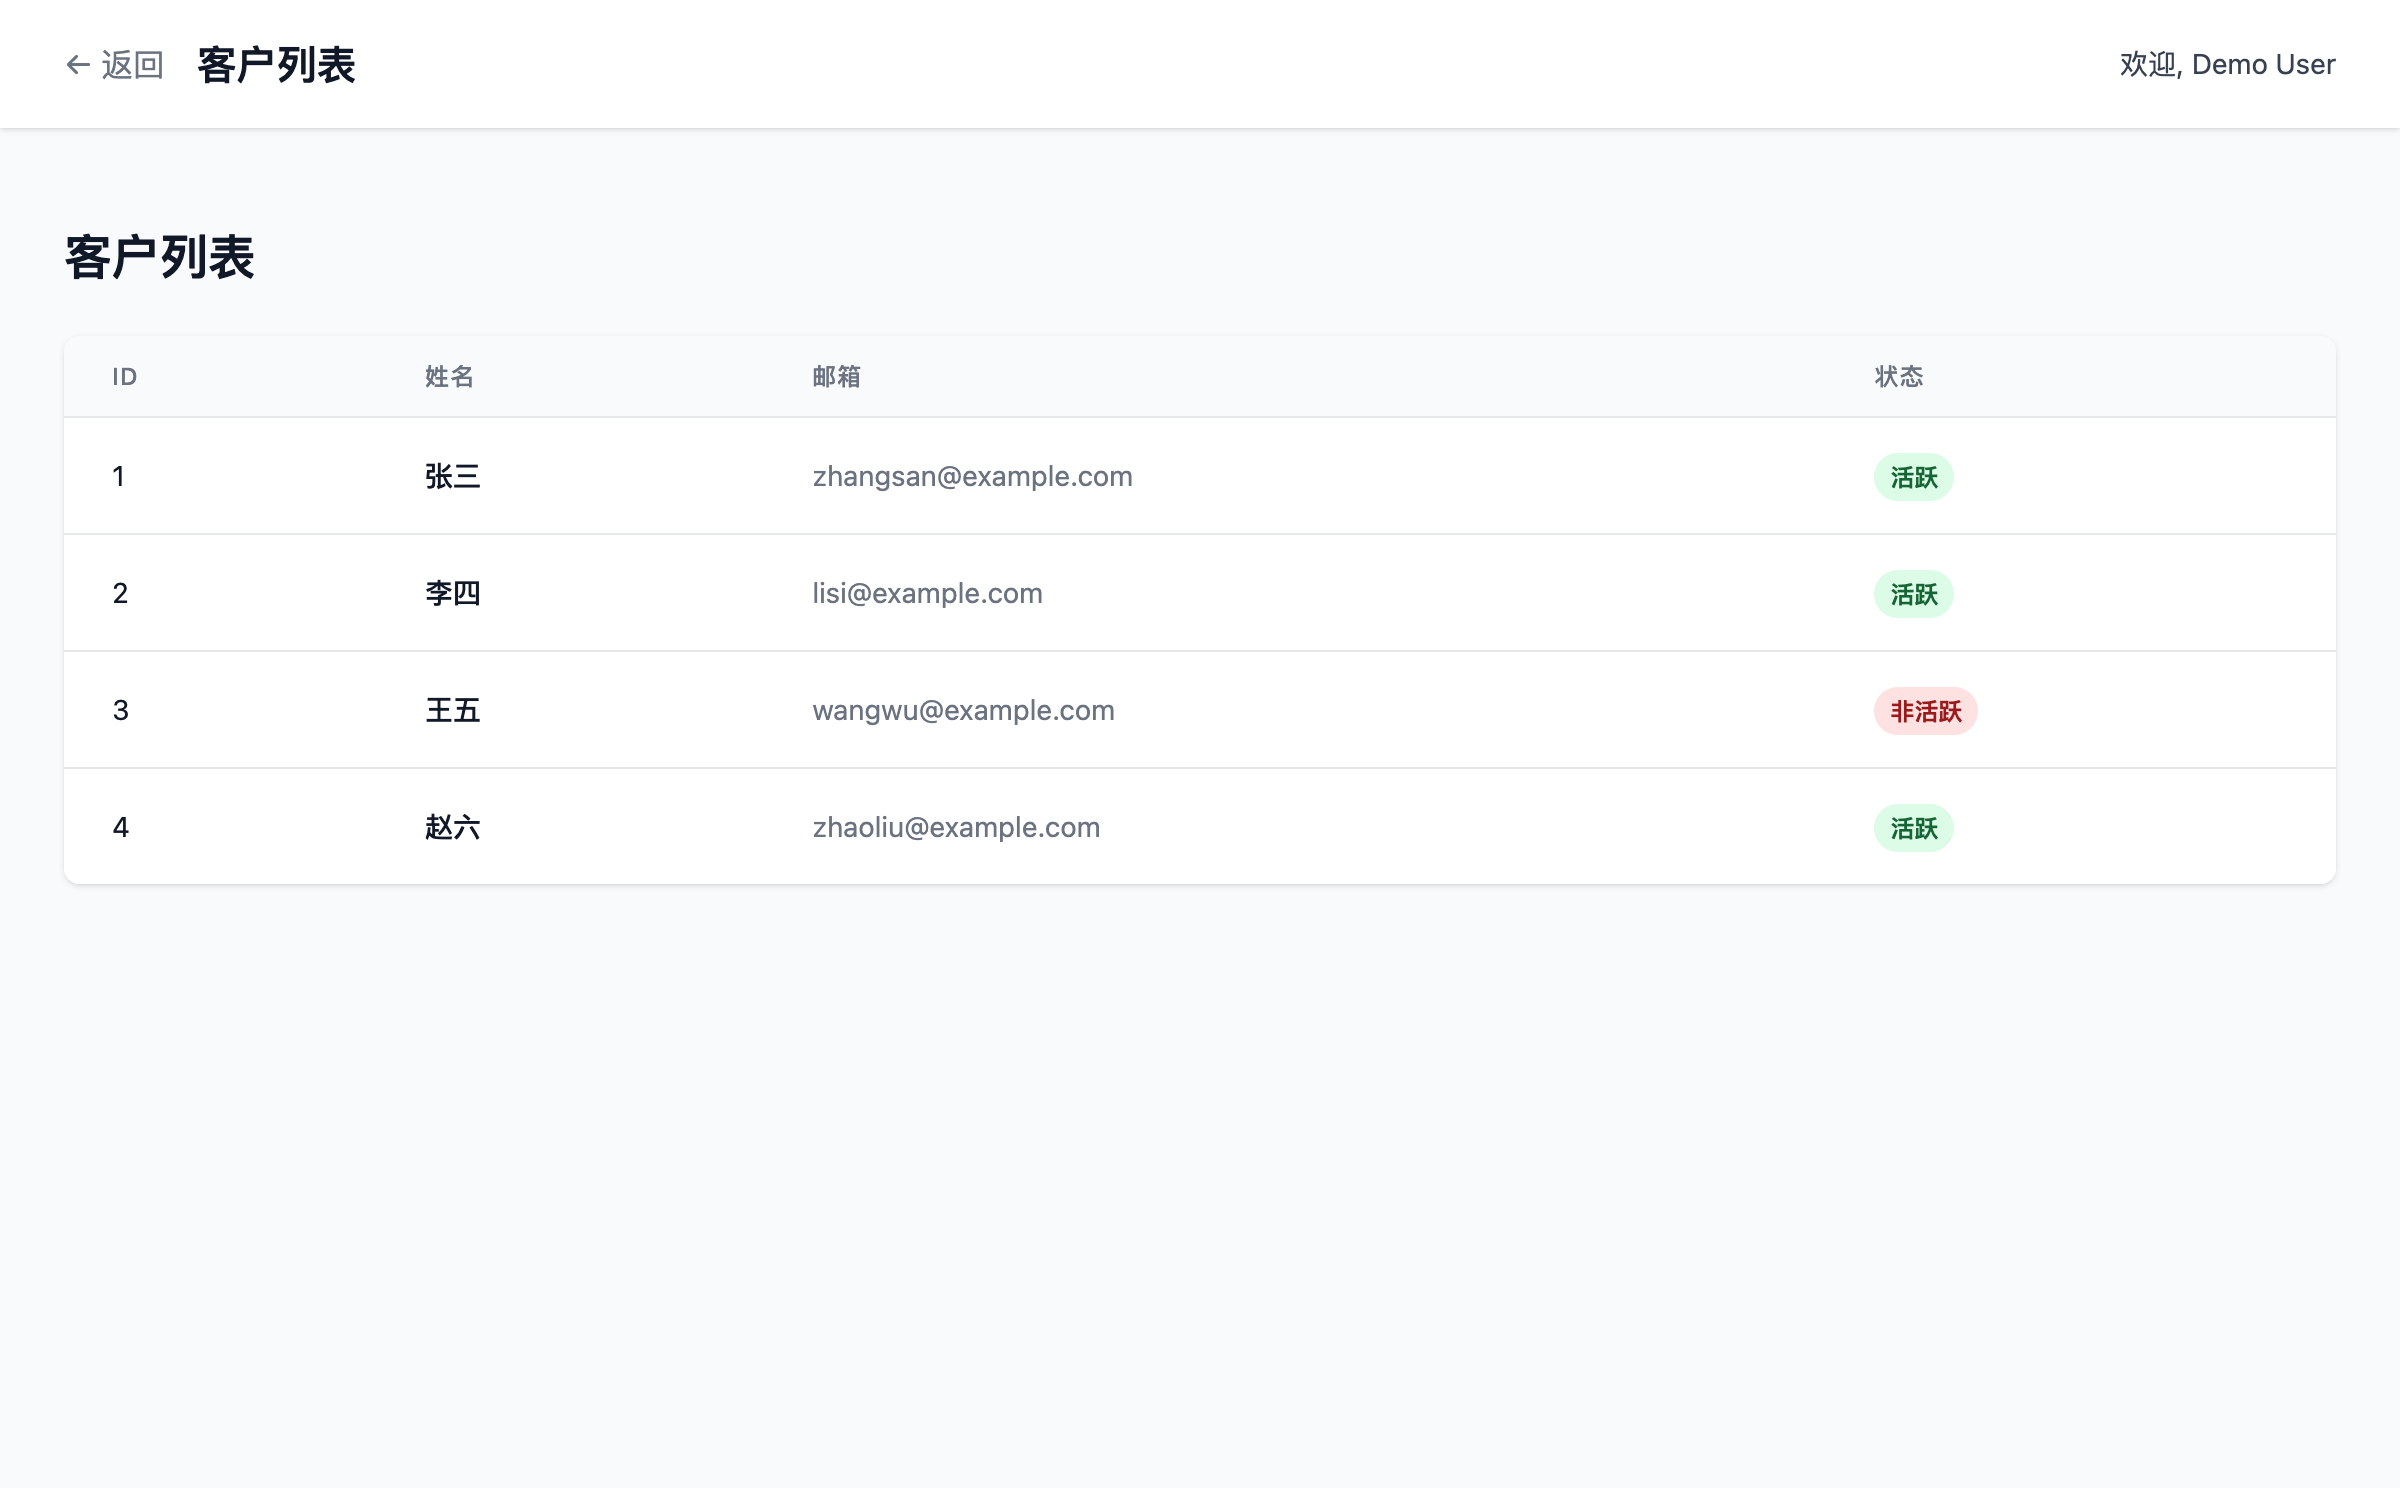 ← 返回 客户列表 欢迎, Demo User
客户列表
ID 姓名 邮箱 状态
1 张三 zhangsan@example.com 活跃
2 李四 lisi@example.com 活跃
3 王五 wangwu@example.com 非活跃
4 赵六 zhaoliu@example.com 活跃